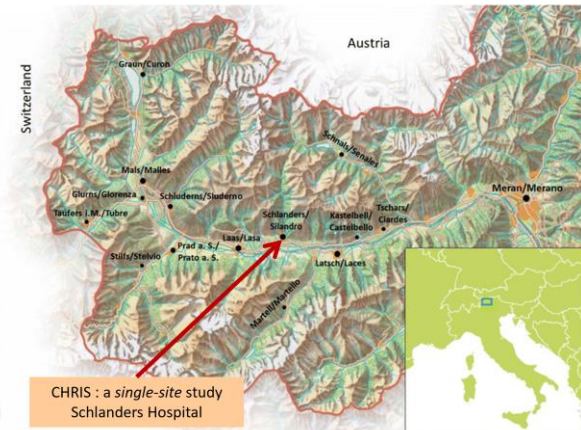 Austria
Switzerland
Graun/Curon
Schnals/Senales
Mals/Malles
Glurns/Glorenza
Schluderns/Sluderno
Taufers i.M./Tubre
Meran/Merano
Tschars/
Ciardes
Schlanders/
Silandro
Kastelbell/
Castelbello
Laas/Lasa
Prad a. S./
Prato a. S.
Stilfs/Stelvio
Latsch/Laces
Martell/Martello
CHRIS : a single-site study
Schlanders Hospital